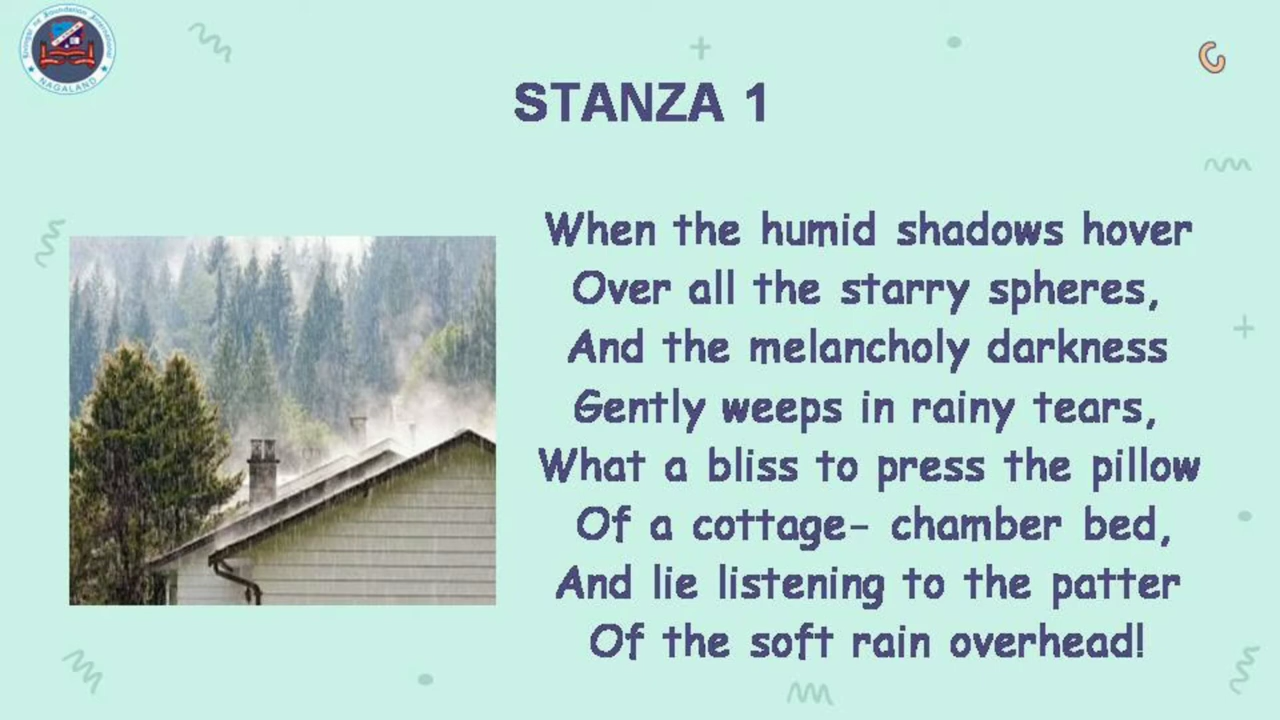 NAGALAND
STANZA 1
When the humid shadows hover
Over all the starry spheres,
And the melancholy darkness
Gently weeps in rainy tears,
What a bliss to press the pillow
Of a cottage- chamber bed,
And lie listening to the patter
Of the soft rain overhead!